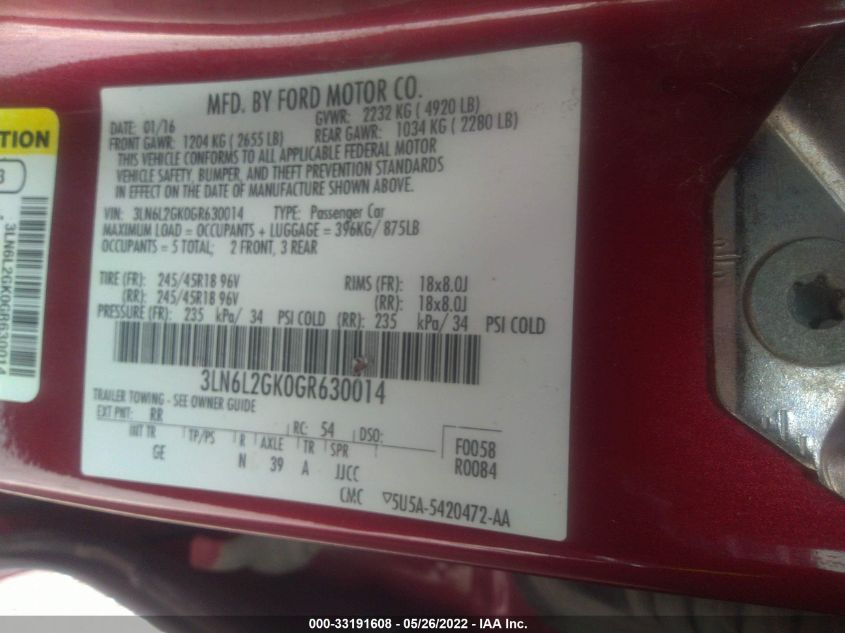 MFD. BY FORD MOTOR CO.
DATE: 01/16 GVWR: 2232 KG ( 4920 LB)
FRONT GAWR: 1204 KG ( 2655 LB) REAR GAWR: 1034 KG ( 2280 LB)
THIS VEHICLE CONFORMS TO ALL APPLICABLE FEDERAL MOTOR
VEHICLE SAFETY, BUMPER, AND THEFT PREVENTION STANDARDS
IN EFFECT ON THE DATE OF MANUFACTURE SHOWN ABOVE.
VIN: 3LN6L2GK0GR630014 TYPE: Passenger Car
MAXIMUM LOAD = OCCUPANTS + LUGGAGE = 396KG/ 875LB
OCCUPANTS = 5 TOTAL; 2 FRONT, 3 REAR
TIRE (FR): 245/45R18 96V RIMS (FR): 18x8.0J
(RR): 245/45R18 96V (RR): 18x8.0J
PRESSURE (FR): 235 kPa/ 34 PSI COLD (RR): 235 kPa/ 34 PSI COLD
3LN6L2GK0GR630014
TRAILER TOWING - SEE OWNER GUIDE
EXT PNT: RR RC: 54 DSO:
INT TR TP/PS R AXLE TR SPR F0058
GE N 39 A JJCC R0084
CMC ▽5U5A-5420472-AA
TION
3
3LN6L2GK0GR630014
000-33191608 - 05/26/2022 - IAA Inc.